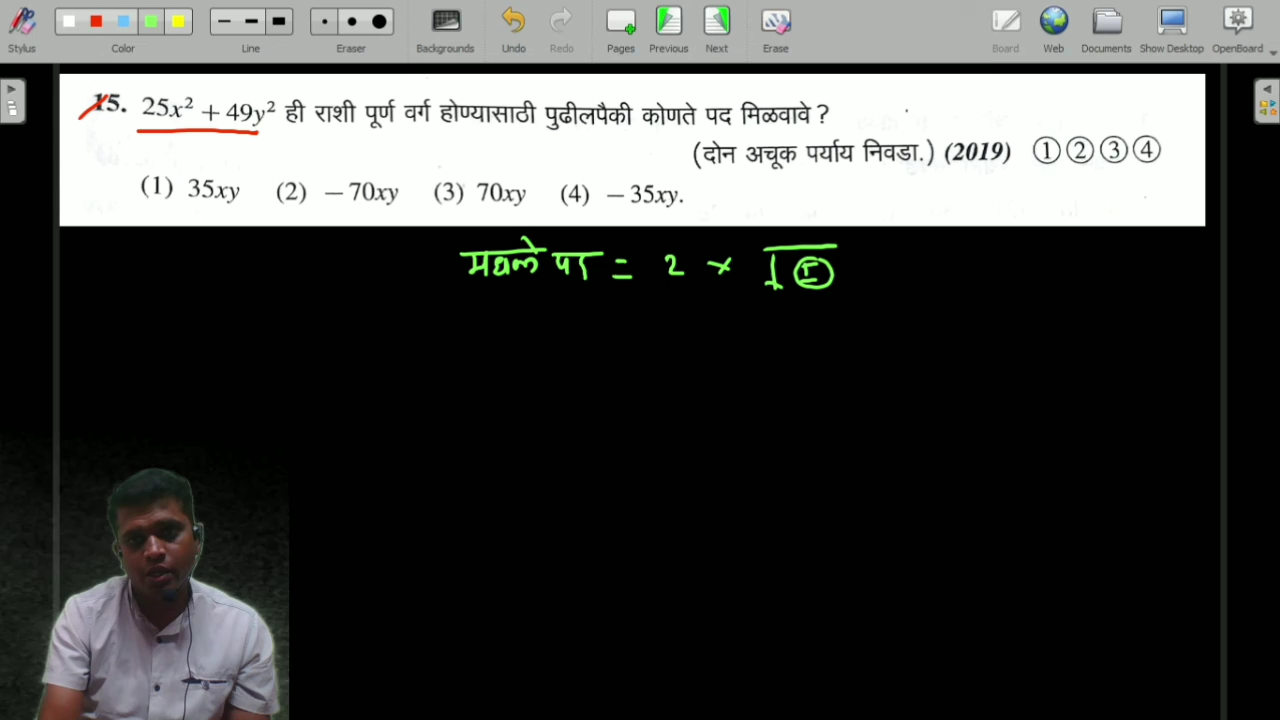 Stylus Color Line Eraser Backgrounds Undo Redo Pages Previous Next Erase Board Web Documents Show Desktop OpenBoard
15. 25x² + 49y² ही राशी पूर्ण वर्ग होण्यासाठी पुढीलपैकी कोणते पद मिळवावे ?
(दोन अचूक पर्याय निवडा.) (2019) ① ② ③ ④
(1) 35xy (2) – 70xy (3) 70xy (4) – 35xy.
मधले पद = 2 × √ I